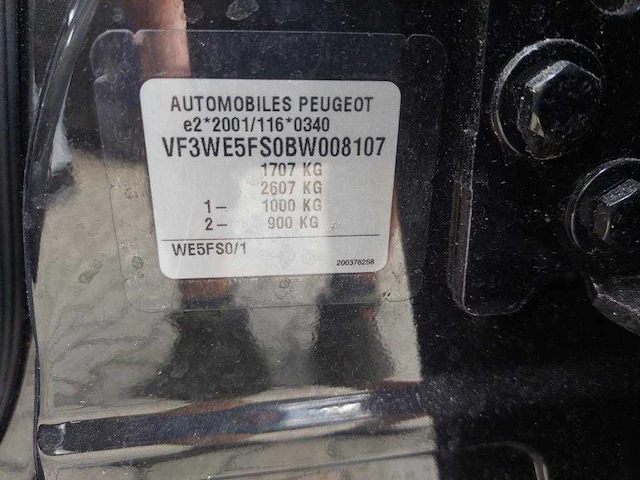 AUTOMOBILES PEUGEOT
e2*2001/116*0340
VF3WE5FS0BW008107
1707 KG
2607 KG
1- 1000 KG
2- 900 KG
WE5FS0/1
200378258